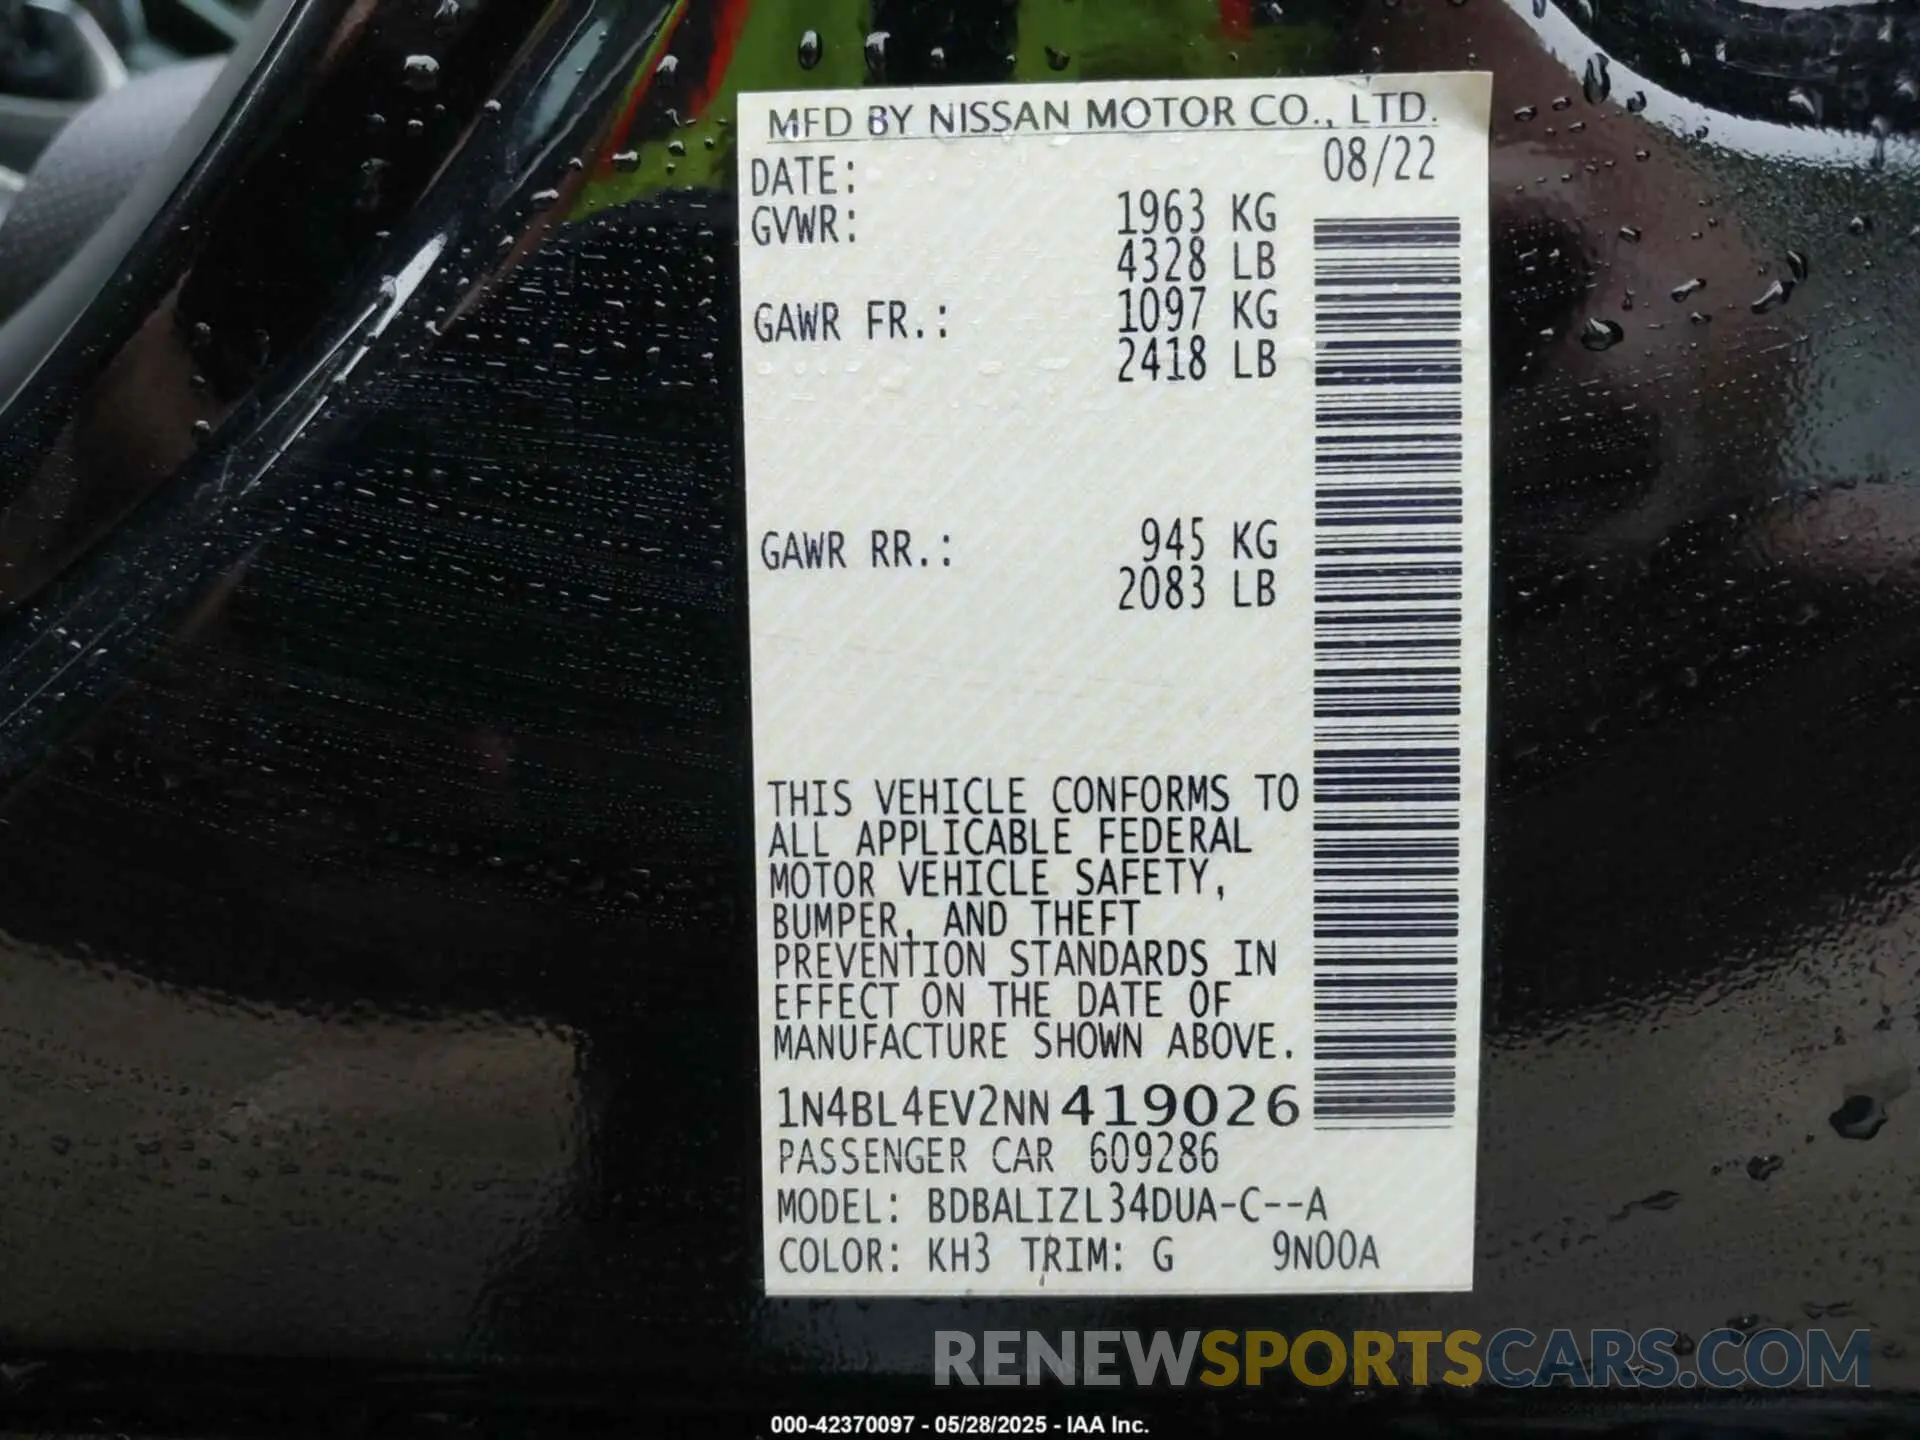 MFD BY NISSAN MOTOR CO., LTD.
DATE: 08/22
GVWR: 1963 KG
4328 LB
GAWR FR.: 1097 KG
2418 LB
GAWR RR.: 945 KG
2083 LB
THIS VEHICLE CONFORMS TO
ALL APPLICABLE FEDERAL
MOTOR VEHICLE SAFETY,
BUMPER, AND THEFT
PREVENTION STANDARDS IN
EFFECT ON THE DATE OF
MANUFACTURE SHOWN ABOVE.
1N4BL4EV2NN419026
PASSENGER CAR 609286
MODEL: BDBALIZL34DUA-C--A
COLOR: KH3 TRIM: G 9N00A
RENEWSPORTSCARS.COM
000-42370097 - 05/28/2025 - IAA Inc.